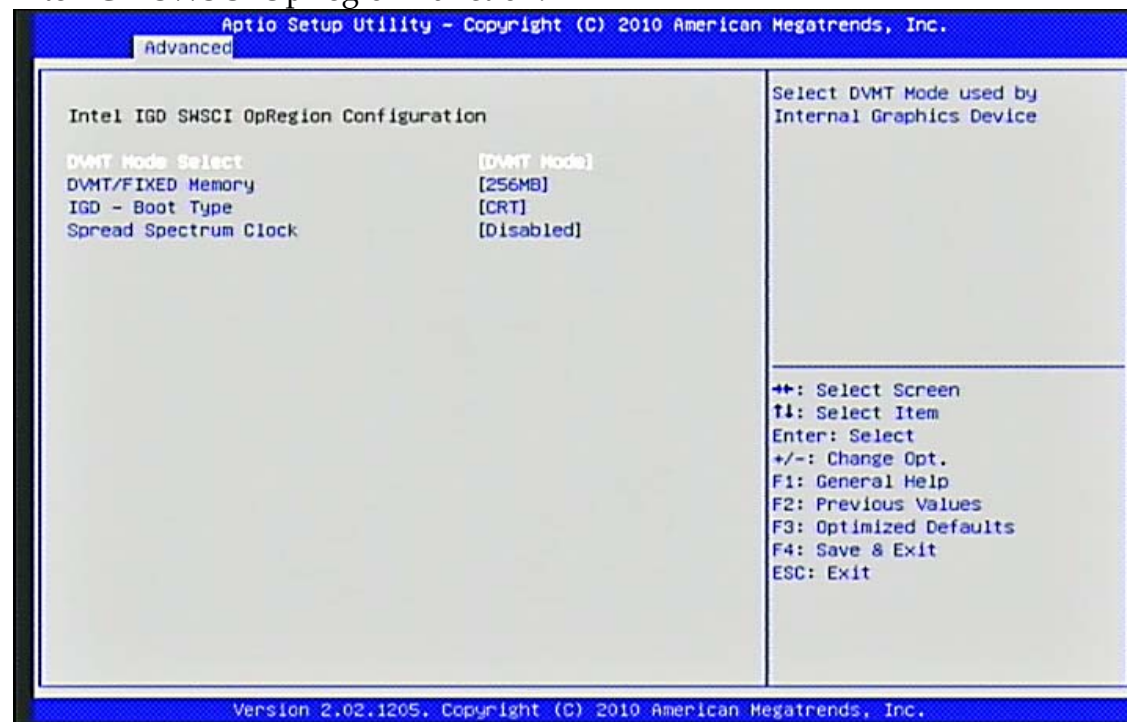 Aptio Setup Utility – Copyright (C) 2010 American Megatrends, Inc.
Advanced
Intel IGD SWSCI OpRegion Configuration
DVMT Mode Select [DVMT Mode]
DVMT/FIXED Memory [256MB]
IGD - Boot Type [CRT]
Spread Spectrum Clock [Disabled]
Select DVMT Mode used by
Internal Graphics Device
→←: Select Screen
↑↓: Select Item
Enter: Select
+/-: Change Opt.
F1: General Help
F2: Previous Values
F3: Optimized Defaults
F4: Save & Exit
ESC: Exit
Version 2.02.1205. Copyright (C) 2010 American Megatrends, Inc.